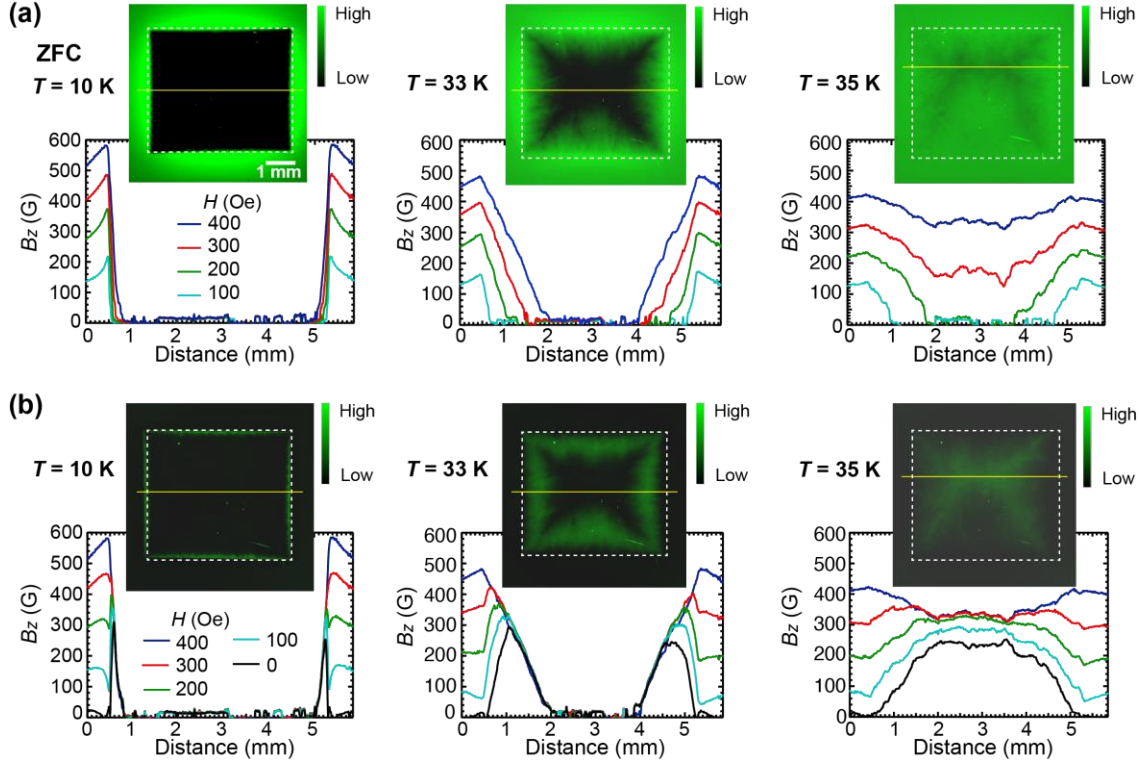 (a)
ZFC
T = 10 K
High
Low
1 mm
T = 33 K
High
Low
T = 35 K
High
Low
600
500
400
300
200
100
0
Bz (G)
H (Oe)
400
300
200
100
0 1 2 3 4 5
Distance (mm)
600
500
400
300
200
100
0
Bz (G)
0 1 2 3 4 5
Distance (mm)
600
500
400
300
200
100
0
Bz (G)
0 1 2 3 4 5
Distance (mm)
(b)
T = 10 K
High
Low
T = 33 K
High
Low
T = 35 K
High
Low
600
500
400
300
200
100
0
Bz (G)
H (Oe)
400 100
300 0
200
0 1 2 3 4 5
Distance (mm)
600
500
400
300
200
100
0
Bz (G)
0 1 2 3 4 5
Distance (mm)
600
500
400
300
200
100
0
Bz (G)
0 1 2 3 4 5
Distance (mm)